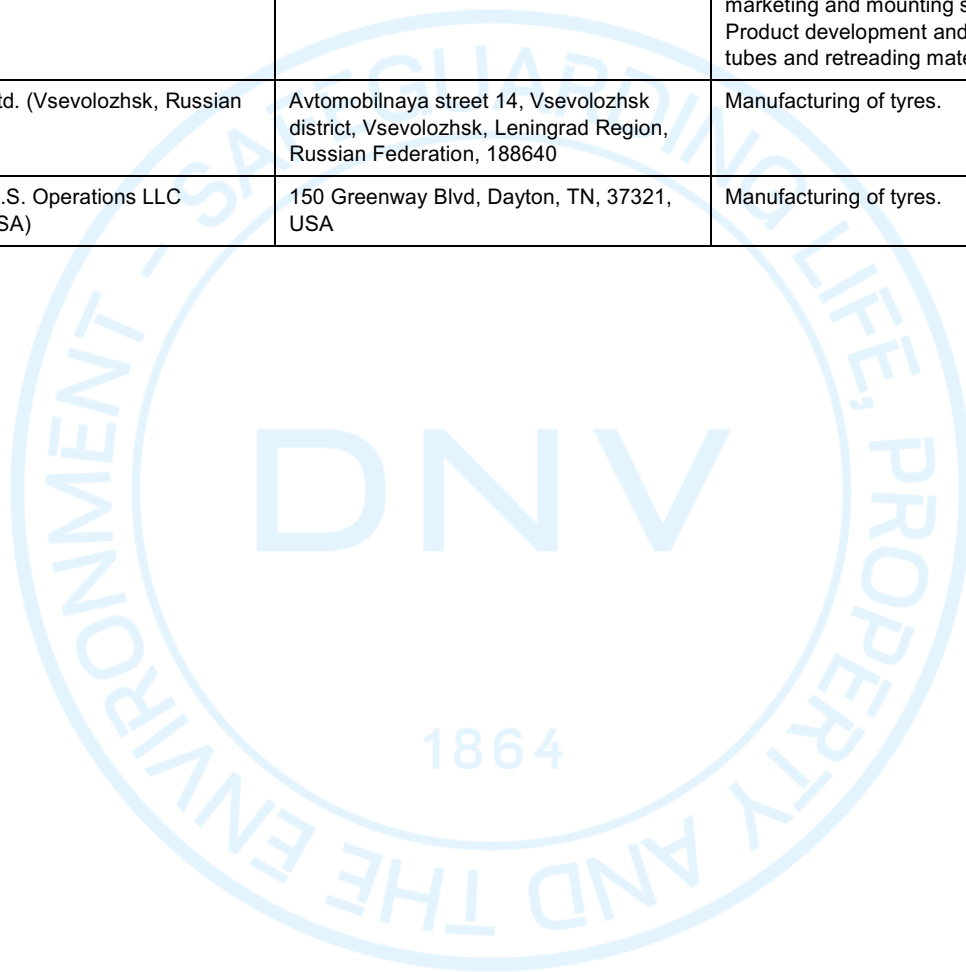 marketing and mounting s
Product development and
tubes and retreading mate
td. (Vsevolozhsk, Russian
Avtomobilnaya street 14, Vsevolozhsk
district, Vsevolozhsk, Leningrad Region,
Russian Federation, 188640
Manufacturing of tyres.
.S. Operations LLC
SA)
150 Greenway Blvd, Dayton, TN, 37321,
USA
Manufacturing of tyres.
SAFEGUARDING LIFE, PROPERTY AND THE ENVIRONMENT –
DNV
1864